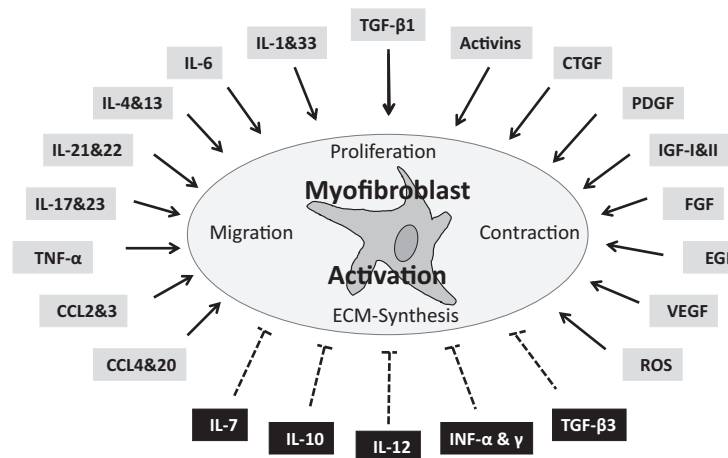 TGF-β1
IL-1&33
Activins
IL-6
CTGF
IL-4&13
PDGF
IL-21&22
IGF-I&II
IL-17&23
FGF
TNF-α
EGF
CCL2&3
VEGF
CCL4&20
ROS
Proliferation
Myofibroblast
Migration
Contraction
Activation
ECM-Synthesis
IL-7
IL-10
IL-12
INF-α & γ
TGF-β3